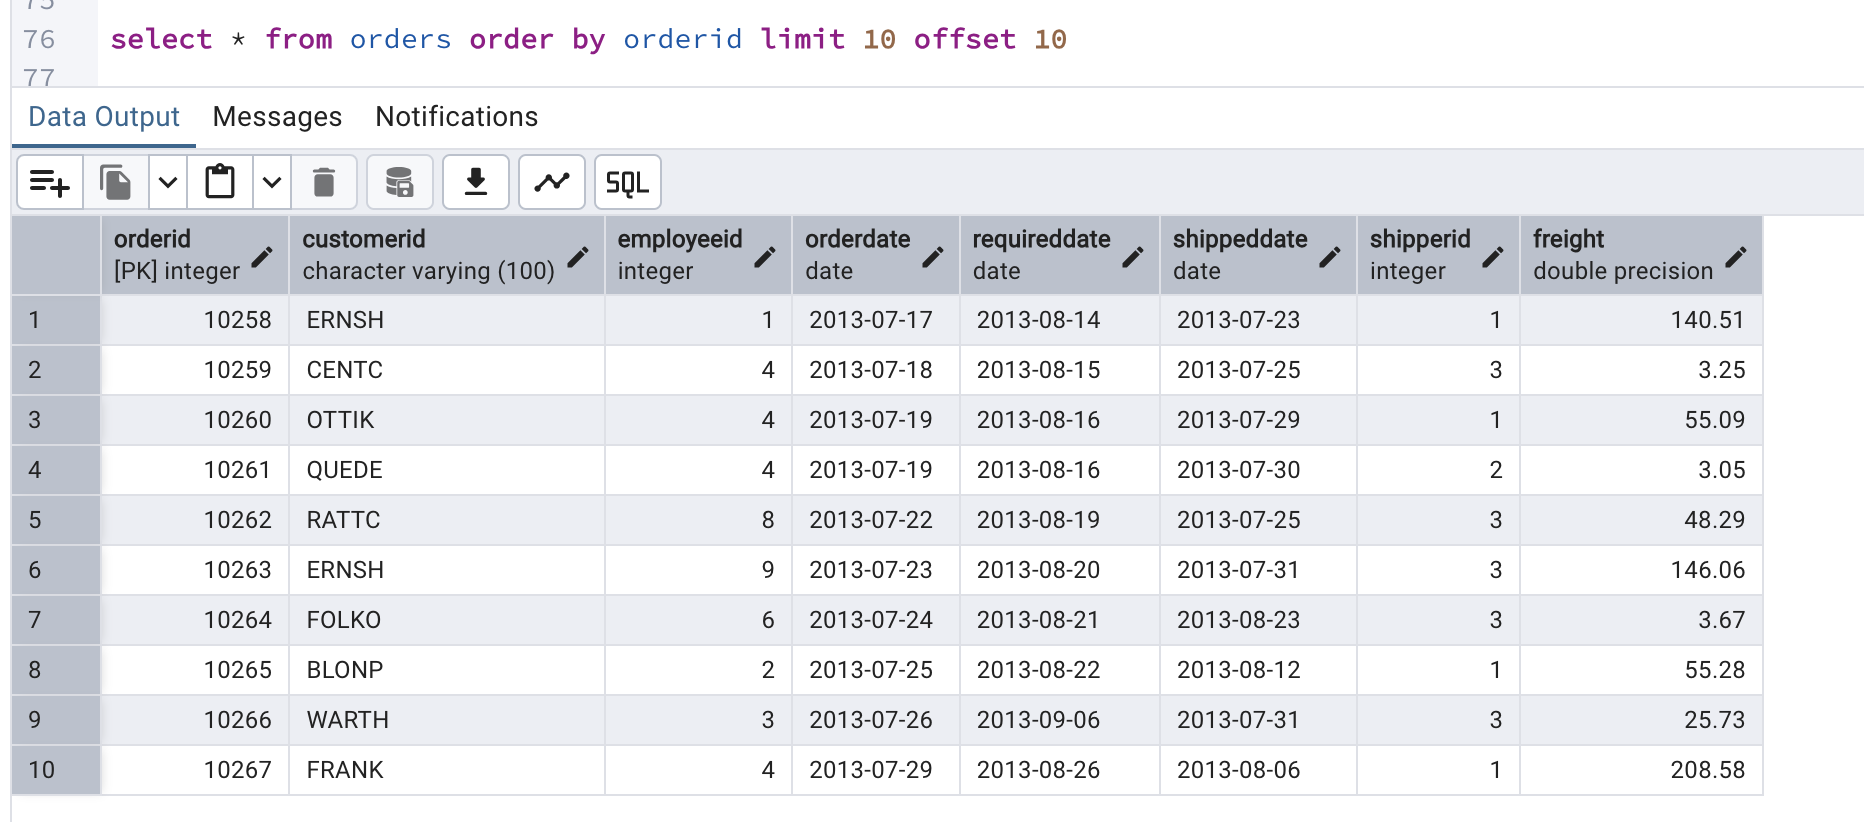 75
76 select * from orders order by orderid limit 10 offset 10
77
Data Output Messages Notifications
SQL
orderid customerid employeeid orderdate requireddate shippeddate shipperid freight
[PK] integer character varying (100) integer date date date integer double precision
1 10258 ERNSH 1 2013-07-17 2013-08-14 2013-07-23 1 140.51
2 10259 CENTC 4 2013-07-18 2013-08-15 2013-07-25 3 3.25
3 10260 OTTIK 4 2013-07-19 2013-08-16 2013-07-29 1 55.09
4 10261 QUEDE 4 2013-07-19 2013-08-16 2013-07-30 2 3.05
5 10262 RATTC 8 2013-07-22 2013-08-19 2013-07-25 3 48.29
6 10263 ERNSH 9 2013-07-23 2013-08-20 2013-07-31 3 146.06
7 10264 FOLKO 6 2013-07-24 2013-08-21 2013-08-23 3 3.67
8 10265 BLONP 2 2013-07-25 2013-08-22 2013-08-12 1 55.28
9 10266 WARTH 3 2013-07-26 2013-09-06 2013-07-31 3 25.73
10 10267 FRANK 4 2013-07-29 2013-08-26 2013-08-06 1 208.58